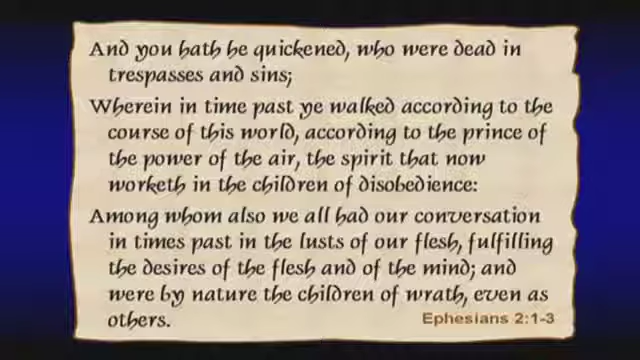 And you hath he quickened, who were dead in
trespasses and sins;
Wherein in time past ye walked according to the
course of this world, according to the prince of
the power of the air, the spirit that now
worketh in the children of disobedience:
Among whom also we all had our conversation
in times past in the lusts of our flesh, fulfilling
the desires of the flesh and of the mind; and
were by nature the children of wrath, even as
others.
Ephesians 2:1-3